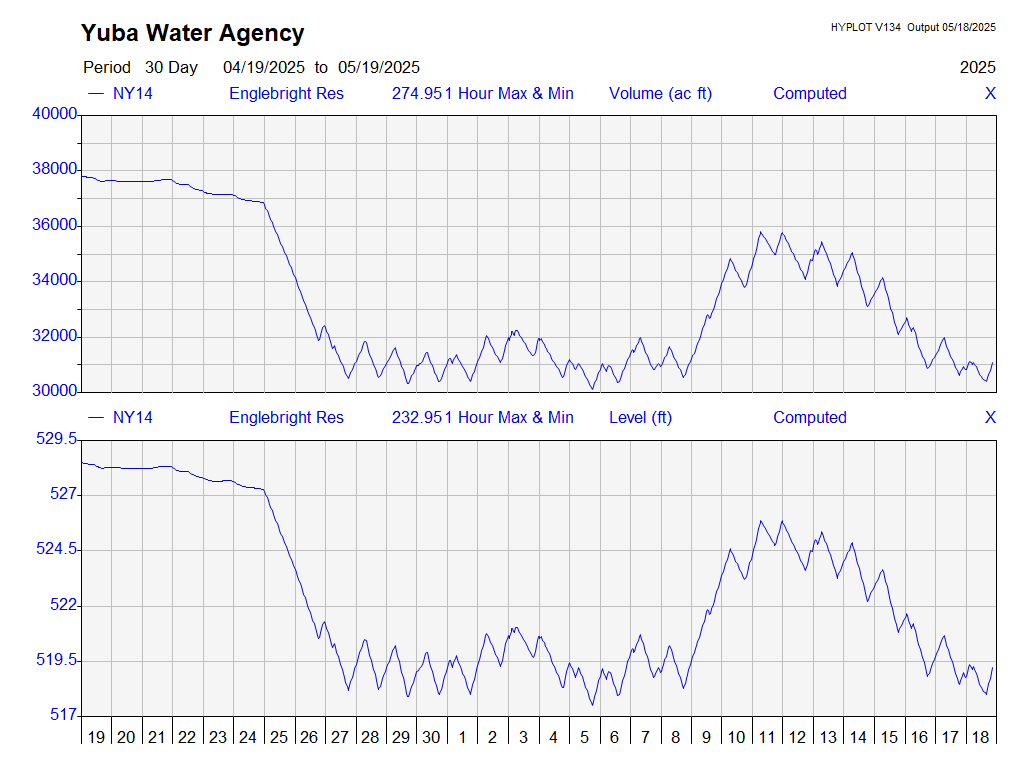 Yuba Water Agency
HYPLOT V134 Output 05/18/2025
Period 30 Day 04/19/2025 to 05/19/2025 2025
— NY14 Englebright Res 274.951 Hour Max & Min Volume (ac ft) Computed X
40000
38000
36000
34000
32000
30000
— NY14 Englebright Res 232.951 Hour Max & Min Level (ft) Computed X
529.5
527
524.5
522
519.5
517
19 20 21 22 23 24 25 26 27 28 29 30 1 2 3 4 5 6 7 8 9 10 11 12 13 14 15 16 17 18